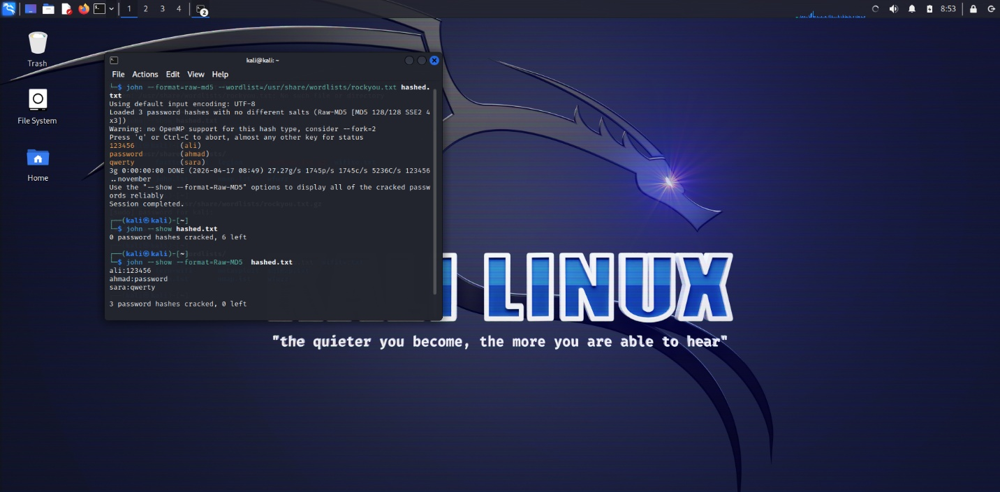 1 2 3 4
2
8:53
Trash
File System
Home
kali@kali: ~
File Actions Edit View Help
└─$ john --format=raw-md5 --wordlist=/usr/share/wordlists/rockyou.txt hashed.
txt
Using default input encoding: UTF-8
Loaded 3 password hashes with no different salts (Raw-MD5 [MD5 128/128 SSE2 4
x3])
Warning: no OpenMP support for this hash type, consider --fork=2
Press 'q' or Ctrl-C to abort, almost any other key for status
123456 (ali)
password (ahmad)
qwerty (sara)
3g 0:00:00:00 DONE (2026-04-17 08:49) 27.27g/s 1745p/s 1745c/s 5236C/s 123456
..november
Use the "--show --format=Raw-MD5" options to display all of the cracked passw
ords reliably
Session completed.
┌──(kali㉿kali)-[~]
└─$ john --show hashed.txt
0 password hashes cracked, 6 left
┌──(kali㉿kali)-[~]
└─$ john --show --format=Raw-MD5 hashed.txt
ali:123456
ahmad:password
sara:qwerty
3 password hashes cracked, 0 left
LINUX
"the quieter you become, the more you are able to hear"